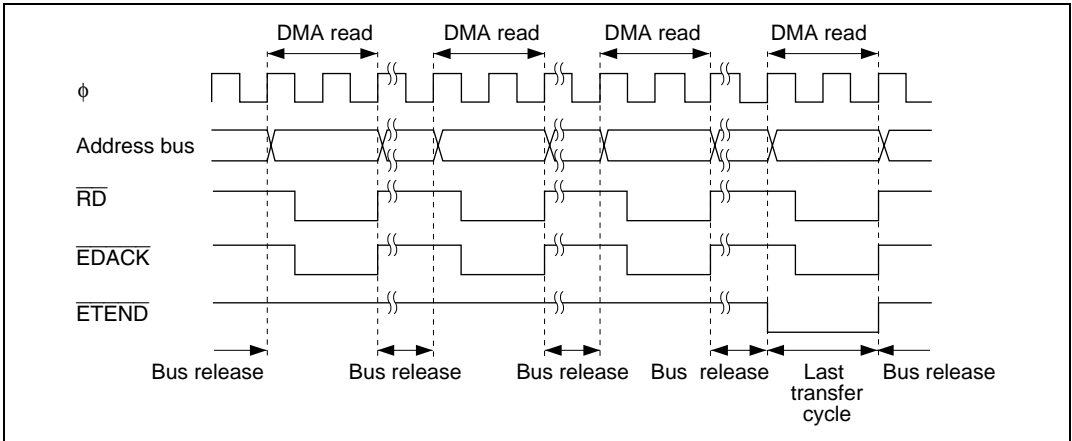 DMA read DMA read DMA read DMA read
φ
Address bus
RD
EDACK
ETEND
Bus release Bus release Bus release Bus release Last transfer cycle Bus release